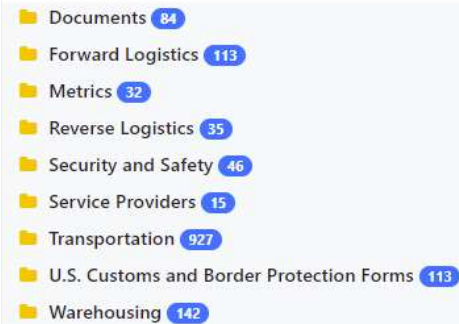 Documents 84
Forward Logistics 113
Metrics 32
Reverse Logistics 35
Security and Safety 46
Service Providers 15
Transportation 927
U.S. Customs and Border Protection Forms 113
Warehousing 142